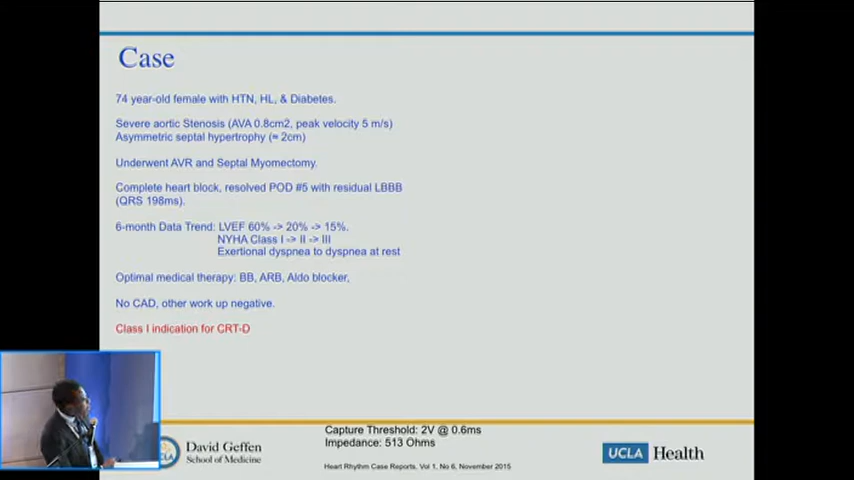 Case
74 year-old female with HTN, HL, & Diabetes.
Severe aortic Stenosis (AVA 0.8cm2, peak velocity 5 m/s)
Asymmetric septal hypertrophy (≈ 2cm)
Underwent AVR and Septal Myomectomy.
Complete heart block, resolved POD #5 with residual LBBB
(QRS 198ms).
6-month Data Trend: LVEF 60% -> 20% -> 15%.
NYHA Class I -> II -> III
Exertional dyspnea to dyspnea at rest
Optimal medical therapy: BB, ARB, Aldo blocker,
No CAD, other work up negative.
Class I indication for CRT-D
Capture Threshold: 2V @ 0.6ms
Impedance: 513 Ohms
Heart Rhythm Case Reports, Vol 1, No 6, November 2015
David Geffen
School of Medicine
UCLA Health